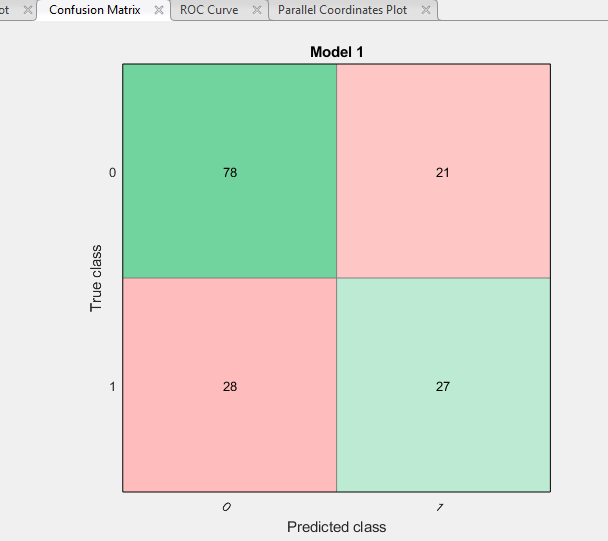 ot Confusion Matrix ROC Curve Parallel Coordinates Plot
Model 1
0 78 21
True class
1 28 27
0 1
Predicted class